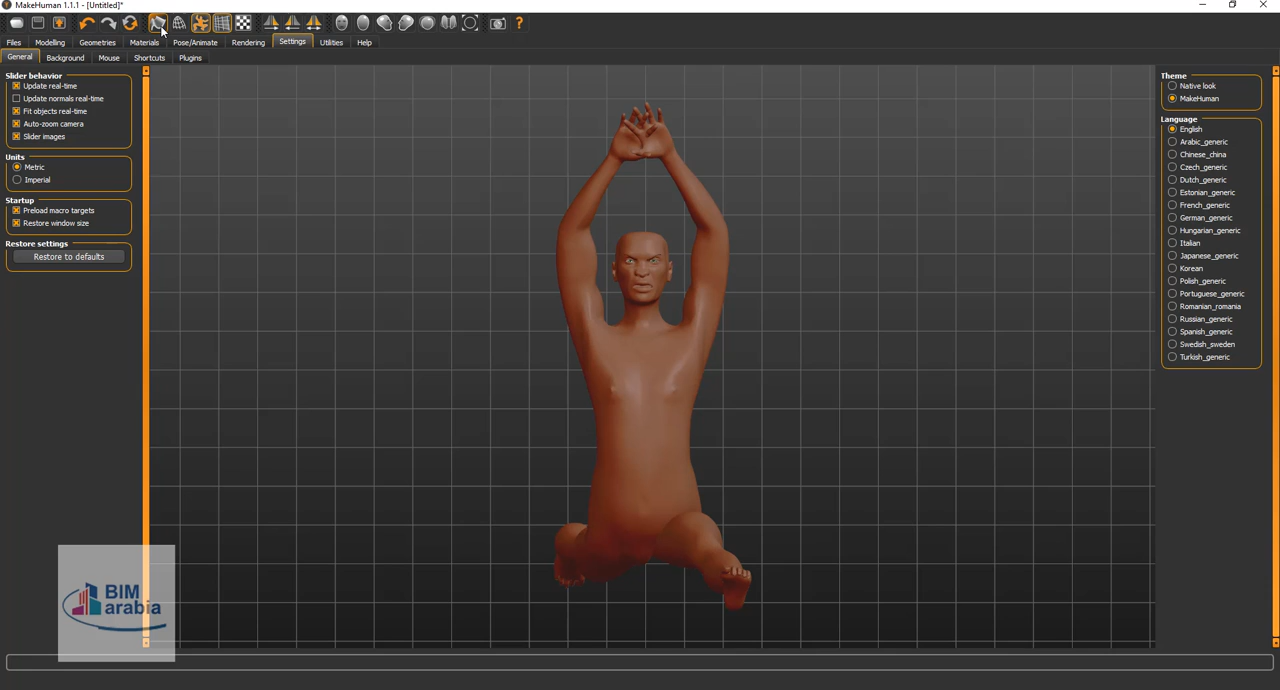 MakeHuman 1.1.1 - [Untitled]*
?
Files Modelling Geometries Materials Pose/Animate Rendering Settings Utilities Help
General Background Mouse Shortcuts Plugins
Slider behavior
Update real-time
Update normals real-time
Fit objects real-time
Auto-zoom camera
Slider images
Units
Metric
Imperial
Startup
Preload macro targets
Restore window size
Restore settings
Restore to defaults
Theme
Native look
MakeHuman
Language
English
Arabic_generic
Chinese_china
Czech_generic
Dutch_generic
Estonian_generic
French_generic
German_generic
Hungarian_generic
Italian
Japanese_generic
Korean
Polish_generic
Portuguese_generic
Romanian_romania
Russian_generic
Spanish_generic
Swedish_sweden
Turkish_generic
BIM
arabia